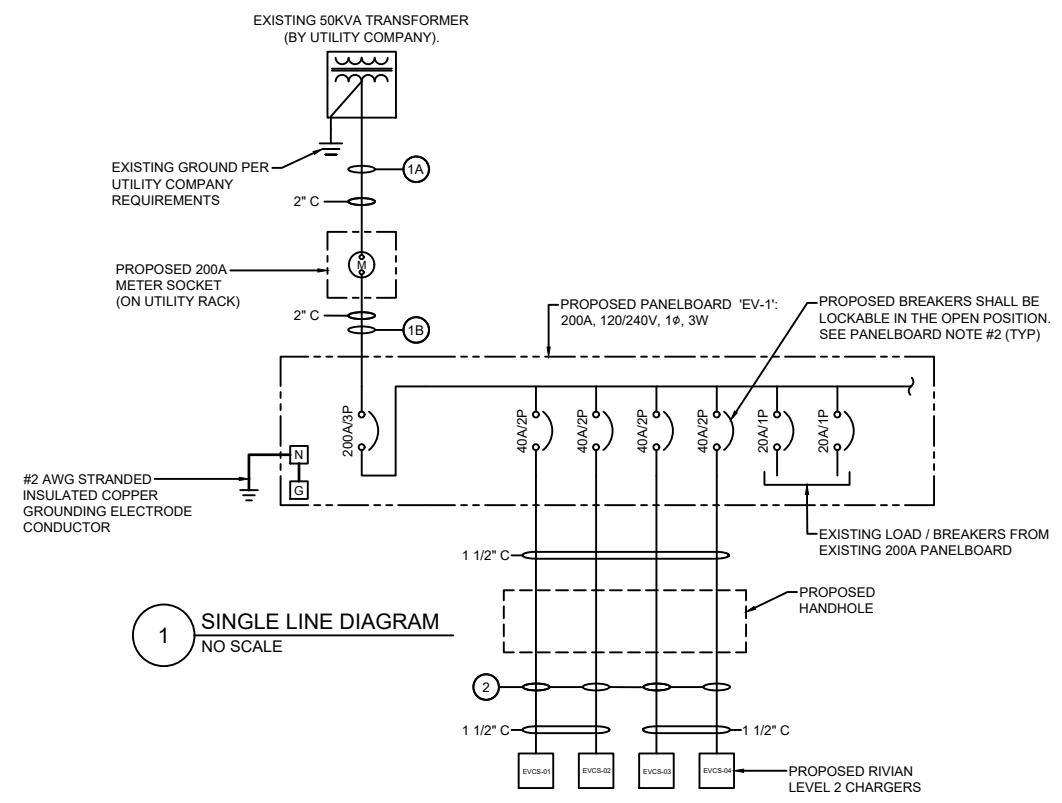 EXISTING 50KVA TRANSFORMER
(BY UTILITY COMPANY).
EXISTING GROUND PER
UTILITY COMPANY
REQUIREMENTS
1A
2" C
M
PROPOSED 200A
METER SOCKET
(ON UTILITY RACK)
2" C
1B
PROPOSED PANELBOARD 'EV-1':
200A, 120/240V, 1φ, 3W
PROPOSED BREAKERS SHALL BE
LOCKABLE IN THE OPEN POSITION.
SEE PANELBOARD NOTE #2 (TYP)
200A/3P
40A/2P
40A/2P
40A/2P
40A/2P
20A/1P
20A/1P
N
G
#2 AWG STRANDED
INSULATED COPPER
GROUNDING ELECTRODE
CONDUCTOR
EXISTING LOAD / BREAKERS FROM
EXISTING 200A PANELBOARD
1 1/2" C
PROPOSED
HANDHOLE
1
SINGLE LINE DIAGRAM
NO SCALE
2
1 1/2" C
1 1/2" C
EVCS-01
EVCS-02
EVCS-03
EVCS-04
PROPOSED RIVIAN
LEVEL 2 CHARGERS